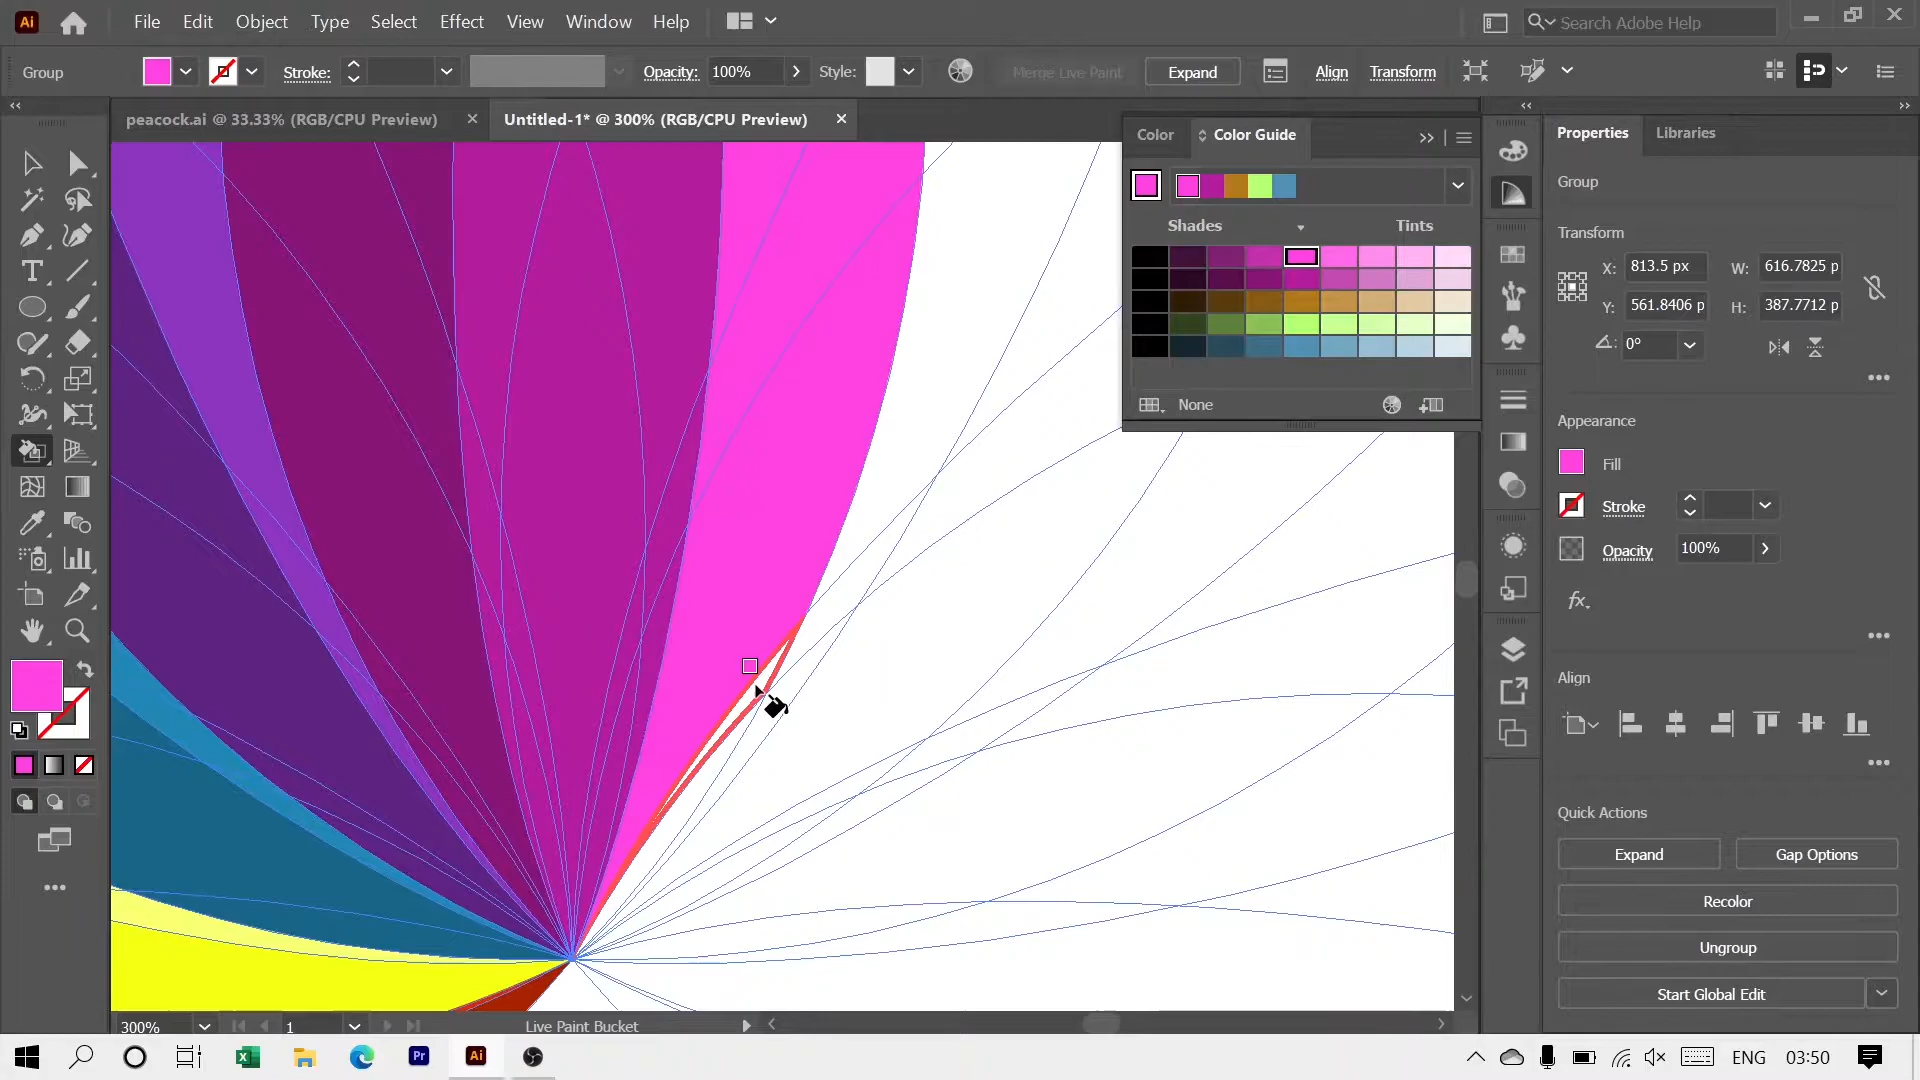 Ai File Edit Object Type Select Effect View Window Help Search Adobe Help
Group Stroke: Opacity: 100% Style: Merge Live Paint Expand Align Transform
peacock.ai @ 33.33% (RGB/CPU Preview) Untitled-1* @ 300% (RGB/CPU Preview)
Color Color Guide
Shades Tints
None
Properties Libraries
Group
Transform
X: 813.5 px W: 616.7825 p
Y: 561.8406 p H: 387.7712 p
0°
Appearance
Fill
Stroke
Opacity 100%
fx
Align
Quick Actions
Expand Gap Options
Recolor
Ungroup
Start Global Edit
300% 1 Live Paint Bucket
Pr Ai ENG 03:50